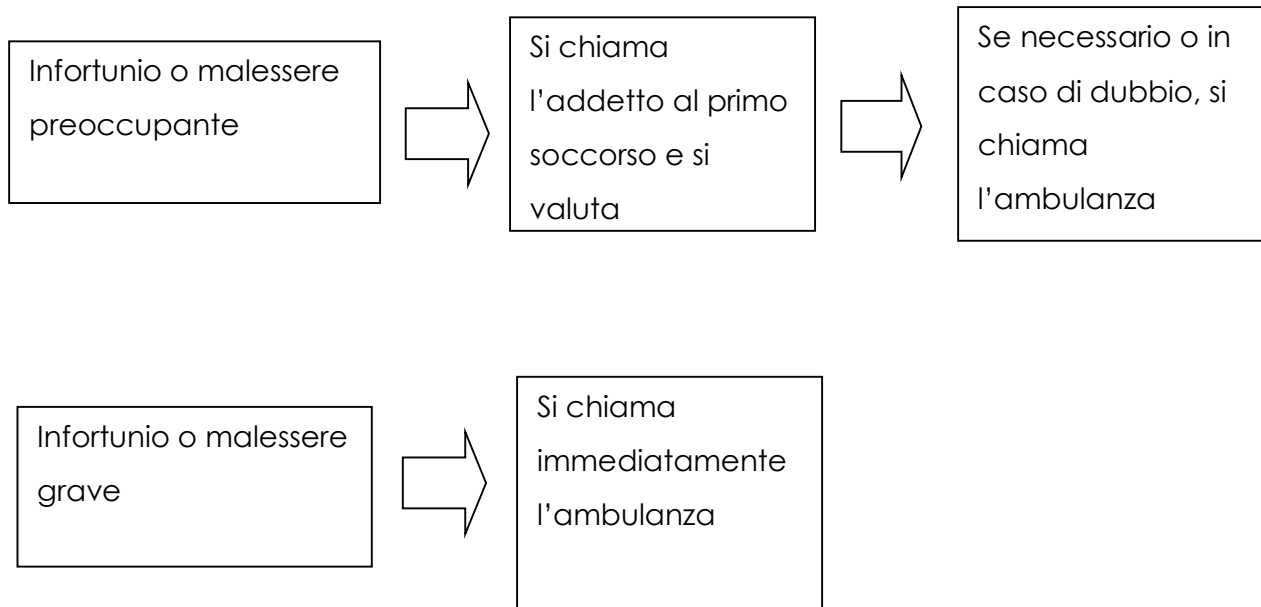 Infortunio o malessere
preoccupante
Si chiama
l’addetto al primo
soccorso e si
valuta
Se necessario o in
caso di dubbio, si
chiama
l’ambulanza
Infortunio o malessere
grave
Si chiama
immediatamente
l’ambulanza